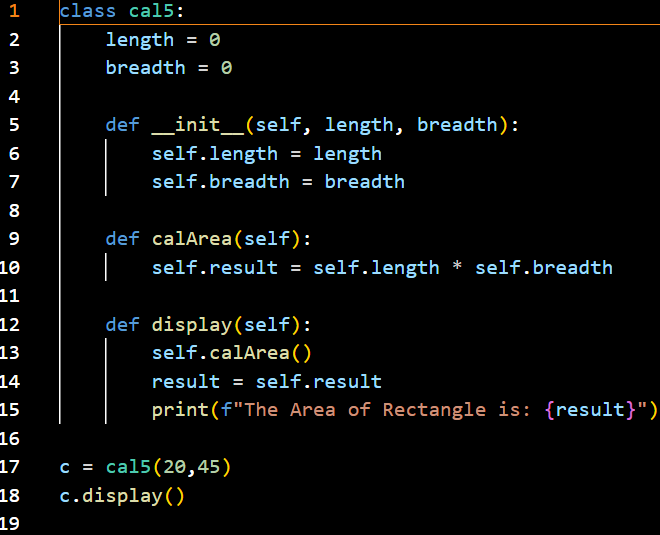 1 class cal5:
2     length = 0
3     breadth = 0
4
5     def __init__(self, length, breadth):
6         self.length = length
7         self.breadth = breadth
8
9     def calArea(self):
10         self.result = self.length * self.breadth
11
12     def display(self):
13         self.calArea()
14         result = self.result
15         print(f"The Area of Rectangle is: {result}")
16
17 c = cal5(20,45)
18 c.display()
19